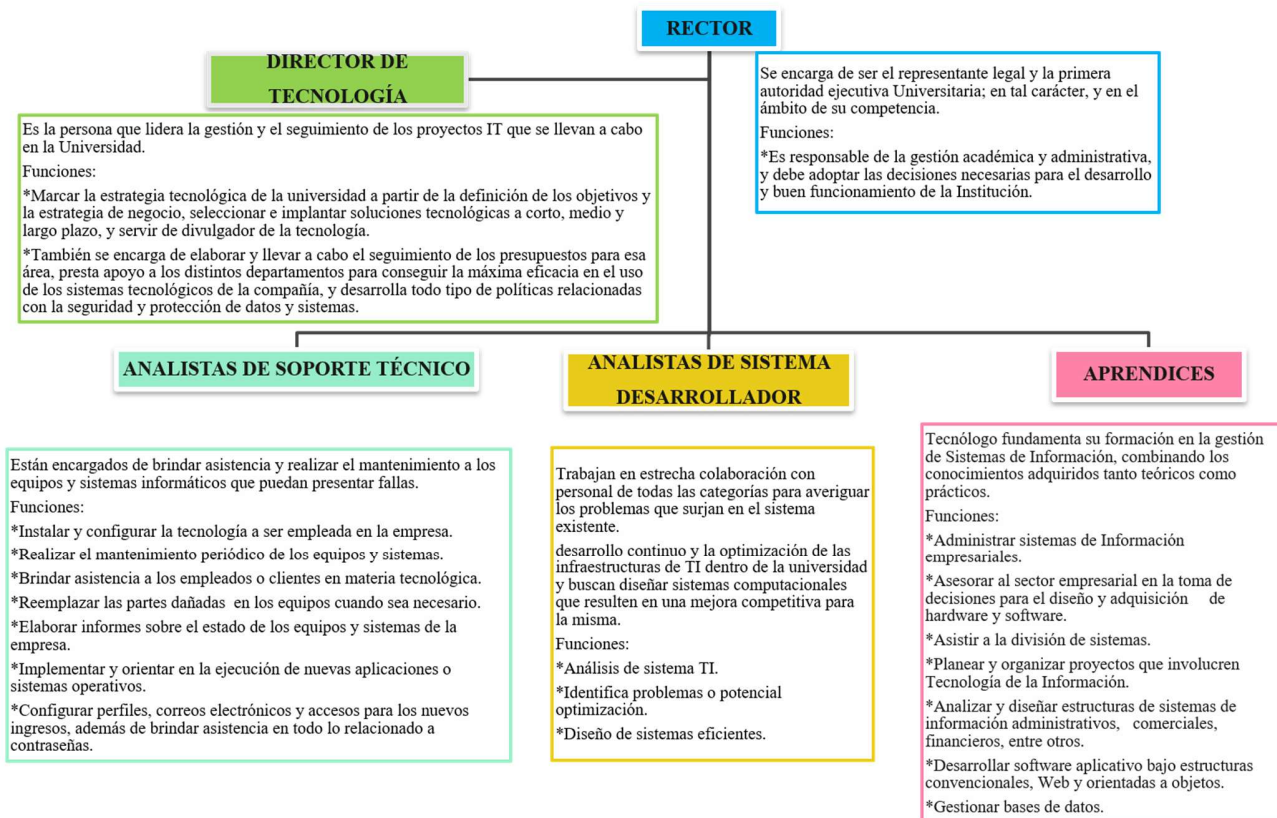 RECTOR
DIRECTOR DE
TECNOLOGÍA
Se encarga de ser el representante legal y la primera
autoridad ejecutiva Universitaria; en tal carácter, y en el
ámbito de su competencia.
Funciones:
*Es responsable de la gestión académica y administrativa,
y debe adoptar las decisiones necesarias para el desarrollo
y buen funcionamiento de la Institución.
Es la persona que lidera la gestión y el seguimiento de los proyectos IT que se llevan a cabo
en la Universidad.
Funciones:
*Marcar la estrategia tecnológica de la universidad a partir de la definición de los objetivos y
la estrategia de negocio, seleccionar e implantar soluciones tecnológicas a corto, medio y
largo plazo, y servir de divulgador de la tecnología.
*También se encarga de elaborar y llevar a cabo el seguimiento de los presupuestos para esa
área, presta apoyo a los distintos departamentos para conseguir la máxima eficacia en el uso
de los sistemas tecnológicos de la compañía, y desarrolla todo tipo de políticas relacionadas
con la seguridad y protección de datos y sistemas.
ANALISTAS DE SOPORTE TÉCNICO
Están encargados de brindar asistencia y realizar el mantenimiento a los
equipos y sistemas informáticos que puedan presentar fallas.
Funciones:
*Instalar y configurar la tecnología a ser empleada en la empresa.
*Realizar el mantenimiento periódico de los equipos y sistemas.
*Brindar asistencia a los empleados o clientes en materia tecnológica.
*Reemplazar las partes dañadas en los equipos cuando sea necesario.
*Elaborar informes sobre el estado de los equipos y sistemas de la
empresa.
*Implementar y orientar en la ejecución de nuevas aplicaciones o
sistemas operativos.
*Configurar perfiles, correos electrónicos y accesos para los nuevos
ingresos, además de brindar asistencia en todo lo relacionado a
contraseñas.
ANALISTAS DE SISTEMA
DESARROLLADOR
Trabajan en estrecha colaboración con
personal de todas las categorías para averiguar
los problemas que surjan en el sistema
existente.
desarrollo continuo y la optimización de las
infraestructuras de TI dentro de la universidad
y buscan diseñar sistemas computacionales
que resulten en una mejora competitiva para
la misma.
Funciones:
*Análisis de sistema TI.
*Identifica problemas o potencial
optimización.
*Diseño de sistemas eficientes.
APRENDICES
Tecnólogo fundamenta su formación en la gestión
de Sistemas de Información, combinando los
conocimientos adquiridos tanto teóricos como
prácticos.
Funciones:
*Administrar sistemas de Información
empresariales.
*Asesorar al sector empresarial en la toma de
decisiones para el diseño y adquisición de
hardware y software.
*Asistir a la división de sistemas.
*Planear y organizar proyectos que involucren
Tecnología de la Información.
*Analizar y diseñar estructuras de sistemas de
información administrativos, comerciales,
financieros, entre otros.
*Desarrollar software aplicativo bajo estructuras
convencionales, Web y orientadas a objetos.
*Gestionar bases de datos.